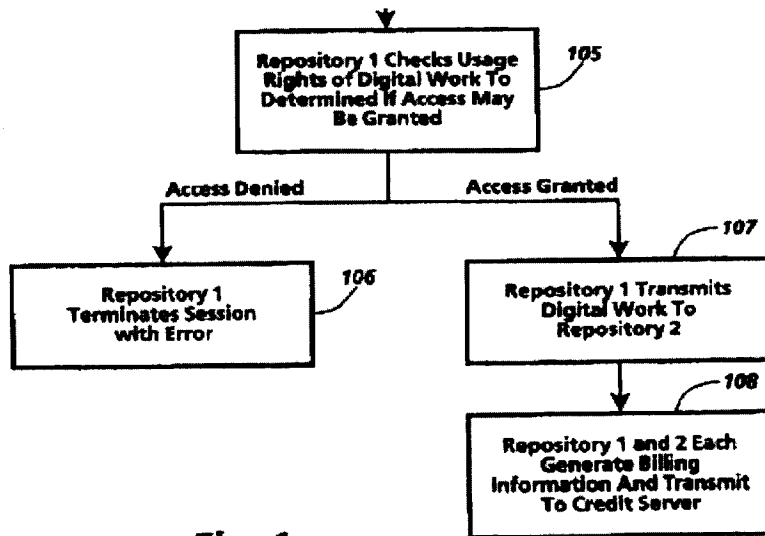 Repository 1 Checks Usage
Rights of Digital Work To
Determined If Access May
Be Granted
105
Access Denied
Access Granted
106
107
Repository 1
Terminates Session
with Error
Repository 1 Transmits
Digital Work To
Repository 2
108
Repository 1 and 2 Each
Generate Billing
Information And Transmit
To Credit Server